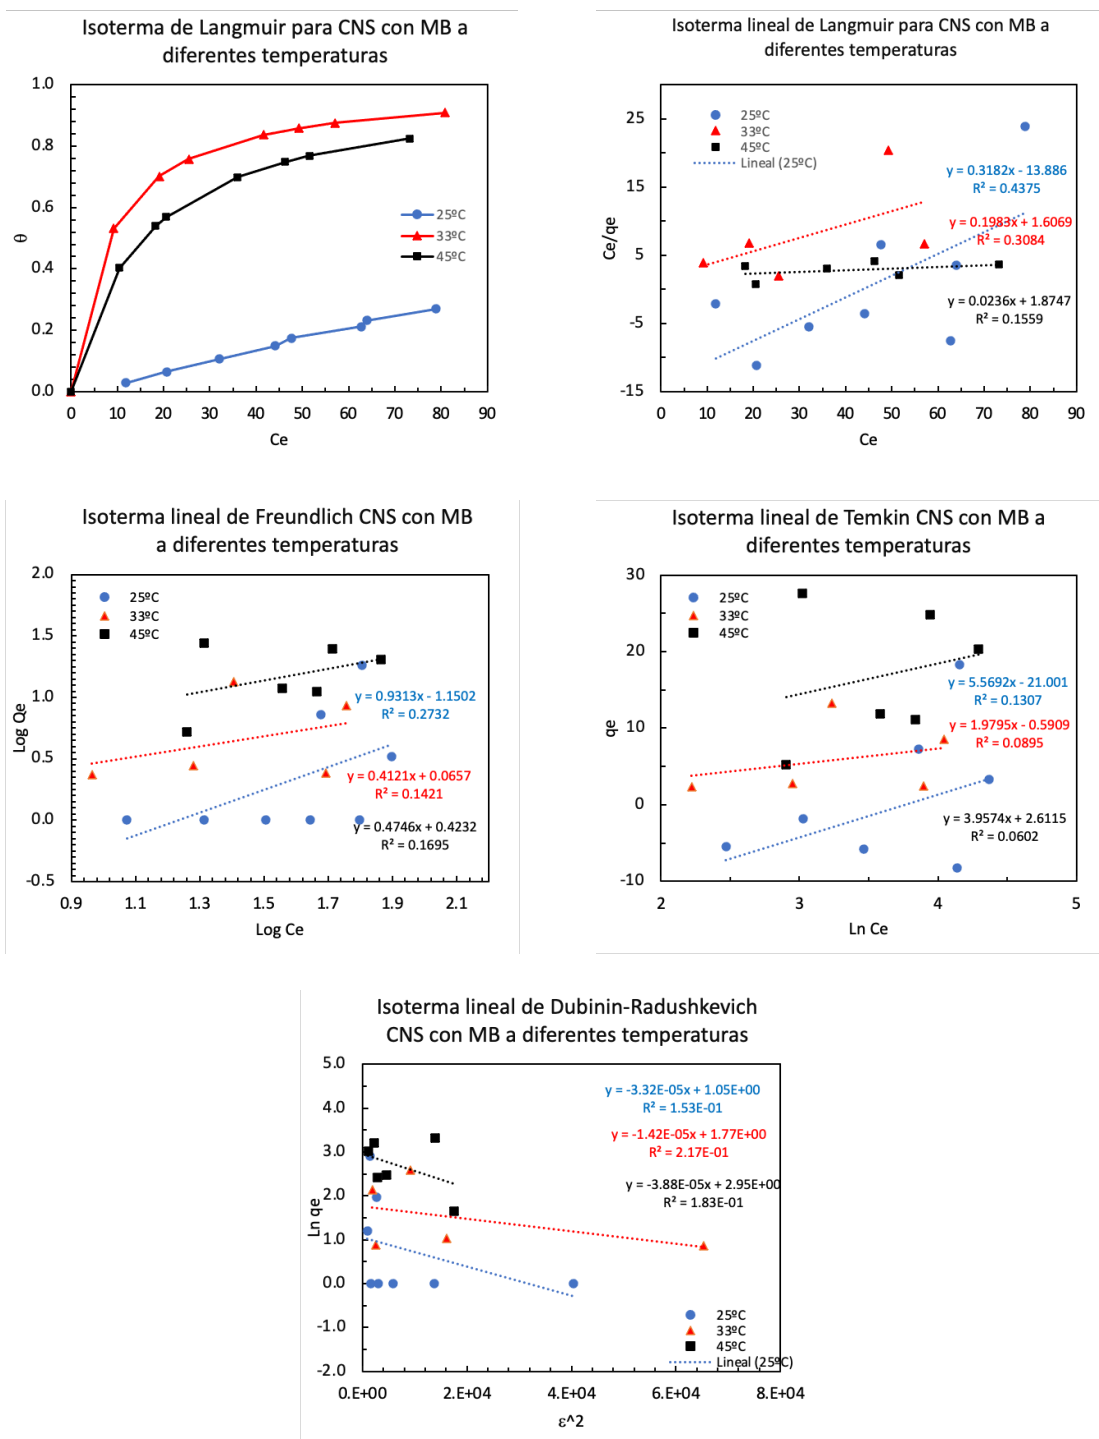 Isoterma de Langmuir para CNS con MB a
diferentes temperaturas
1.0
0.8
0.6
0.4
0.2
0.0
θ
25ºC
33ºC
45ºC
0 10 20 30 40 50 60 70 80 90
Ce
Isoterma lineal de Langmuir para CNS con MB a
diferentes temperaturas
25
15
5
-5
-15
Ce/qe
25ºC
33ºC
45ºC
Lineal (25ºC)
y = 0.3182x - 13.886
R² = 0.4375
y = 0.1983x + 1.6069
R² = 0.3084
y = 0.0236x + 1.8747
R² = 0.1559
0 10 20 30 40 50 60 70 80 90
Ce
Isoterma lineal de Freundlich CNS con MB
a diferentes temperaturas
2.0
1.5
1.0
0.5
0.0
-0.5
Log Qe
25ºC
33ºC
45ºC
y = 0.9313x - 1.1502
R² = 0.2732
y = 0.4121x + 0.0657
R² = 0.1421
y = 0.4746x + 0.4232
R² = 0.1695
0.9 1.1 1.3 1.5 1.7 1.9 2.1
Log Ce
Isoterma lineal de Temkin CNS con MB a
diferentes temperaturas
30
20
10
0
-10
qe
25ºC
33ºC
45ºC
y = 5.5692x - 21.001
R² = 0.1307
y = 1.9795x - 0.5909
R² = 0.0895
y = 3.9574x + 2.6115
R² = 0.0602
2 3 4 5
Ln Ce
Isoterma lineal de Dubinin-Radushkevich
CNS con MB a diferentes temperaturas
5.0
4.0
3.0
2.0
1.0
0.0
-1.0
-2.0
Ln qe
y = -3.32E-05x + 1.05E+00
R² = 1.53E-01
y = -1.42E-05x + 1.77E+00
R² = 2.17E-01
y = -3.88E-05x + 2.95E+00
R² = 1.83E-01
25ºC
33ºC
45ºC
Lineal (25ºC)
0.E+00 2.E+04 4.E+04 6.E+04 8.E+04
ε^2